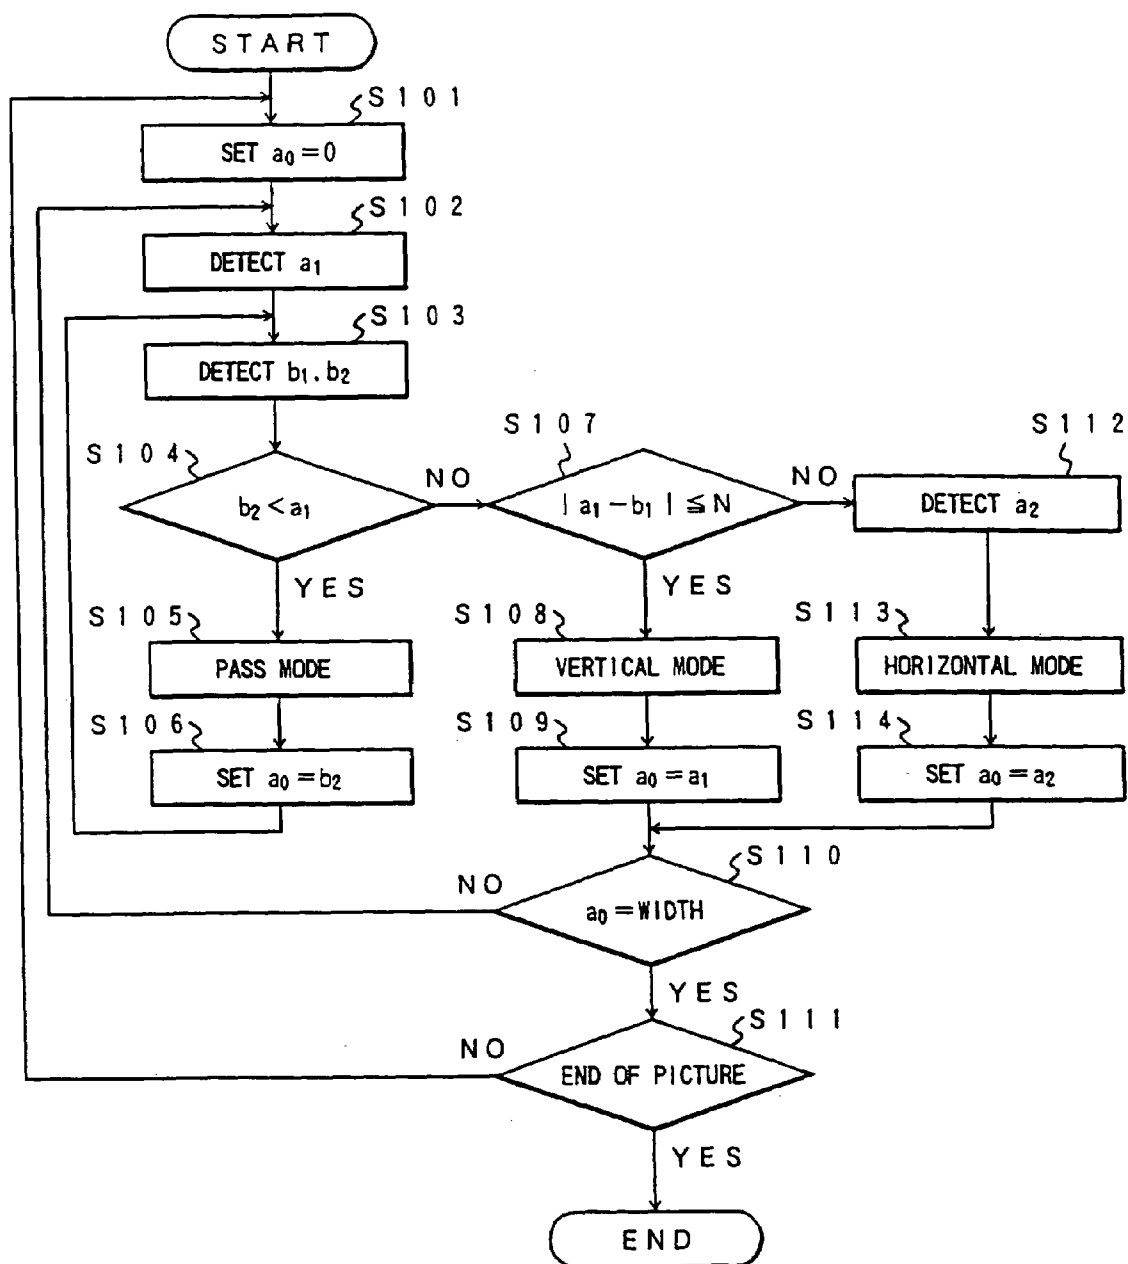 START
S101
SET a₀=0
S102
DETECT a₁
S103
DETECT b₁.b₂
S104
b₂<a₁
NO
S107
|a₁-b₁|≦N
NO
S112
DETECT a₂
YES
YES
S105
PASS MODE
S108
VERTICAL MODE
S113
HORIZONTAL MODE
S106
SET a₀=b₂
S109
SET a₀=a₁
S114
SET a₀=a₂
S110
NO
a₀=WIDTH
YES
S111
NO
END OF PICTURE
YES
END